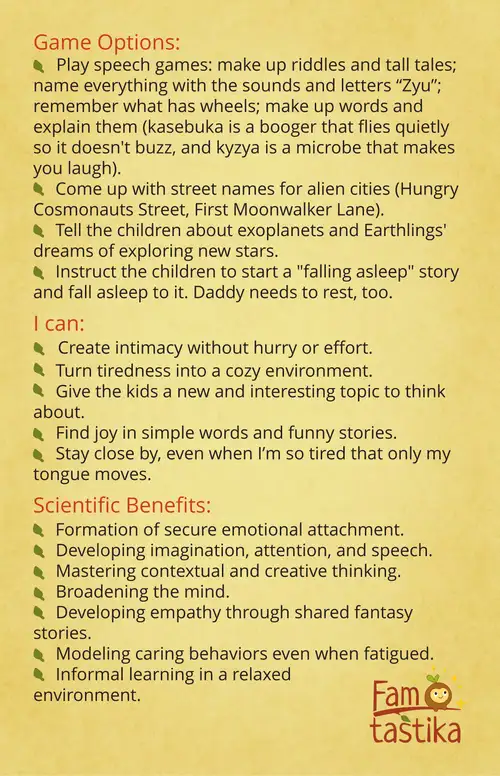 Game Options:
Play speech games: make up riddles and tall tales;
name everything with the sounds and letters “Zyu”;
remember what has wheels; make up words and
explain them (kasebuka is a booger that flies quietly
so it doesn't buzz, and kyzya is a microbe that makes
you laugh).
Come up with street names for alien cities (Hungry
Cosmonauts Street, First Moonwalker Lane).
Tell the children about exoplanets and Earthlings'
dreams of exploring new stars.
Instruct the children to start a "falling asleep" story
and fall asleep to it. Daddy needs to rest, too.
I can:
Create intimacy without hurry or effort.
Turn tiredness into a cozy environment.
Give the kids a new and interesting topic to think
about.
Find joy in simple words and funny stories.
Stay close by, even when I’m so tired that only my
tongue moves.
Scientific Benefits:
Formation of secure emotional attachment.
Developing imagination, attention, and speech.
Mastering contextual and creative thinking.
Broadening the mind.
Developing empathy through shared fantasy
stories.
Modeling caring behaviors even when fatigued.
Informal learning in a relaxed
environment.
Fam
tastika